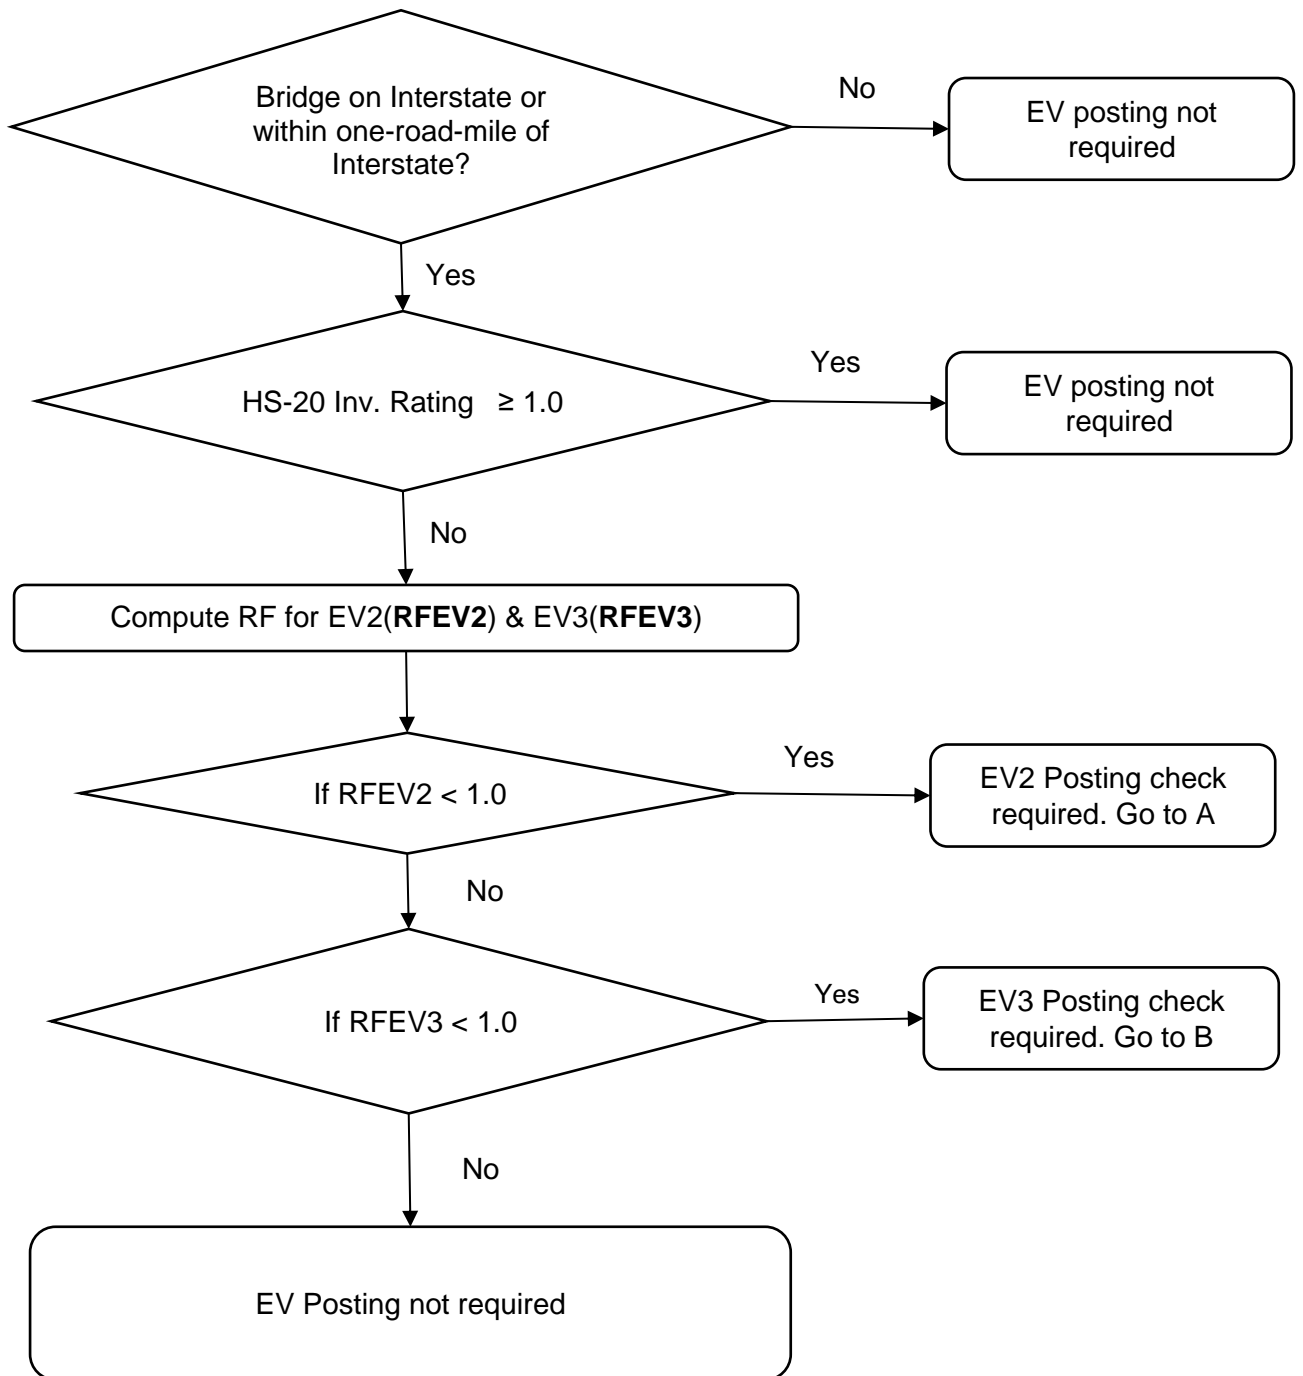 Bridge on Interstate or
within one-road-mile of
Interstate?
No
EV posting not
required
Yes
HS-20 Inv. Rating ≥ 1.0
Yes
EV posting not
required
No
Compute RF for EV2(RFEV2) & EV3(RFEV3)
If RFEV2 < 1.0
Yes
EV2 Posting check
required. Go to A
No
If RFEV3 < 1.0
Yes
EV3 Posting check
required. Go to B
No
EV Posting not required